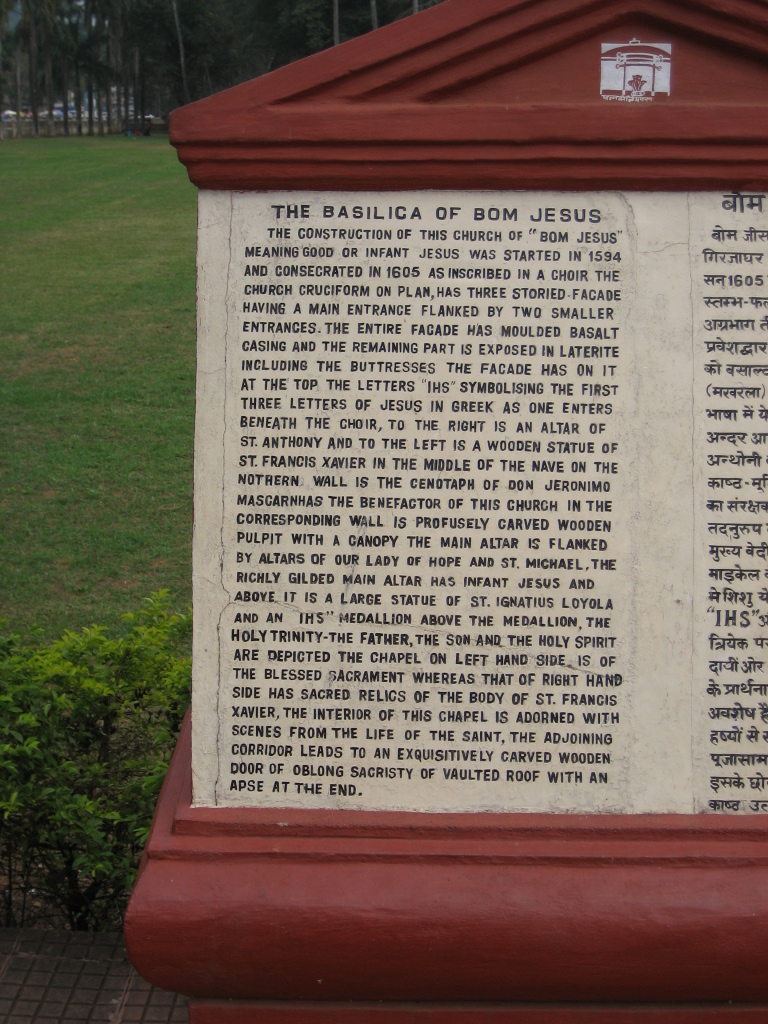 THE BASILICA OF BOM JESUS
THE CONSTRUCTION OF THIS CHURCH OF "BOM JESUS"
MEANING GOOD OR INFANT JESUS WAS STARTED IN 1594
AND CONSECRATED IN 1605 AS INSCRIBED IN A CHOIR THE
CHURCH CRUCIFORM ON PLAN, HAS THREE STORIED-FACADE
HAVING A MAIN ENTRANCE FLANKED BY TWO SMALLER
ENTRANCES. THE ENTIRE FACADE HAS MOULDED BASALT
CASING AND THE REMAINING PART IS EXPOSED IN LATERITE
INCLUDING THE BUTTRESSES THE FACADE HAS ON IT
AT THE TOP THE LETTERS "IHS" SYMBOLISING THE FIRST
THREE LETTERS OF JESUS IN GREEK AS ONE ENTERS
BENEATH THE CHOIR, TO THE RIGHT IS AN ALTAR OF
ST. ANTHONY AND TO THE LEFT IS A WOODEN STATUE OF
ST. FRANCIS XAVIER IN THE MIDDLE OF THE NAVE ON THE
NOTHERN WALL IS THE CENOTAPH OF DON JERONIMO
MASCARNHAS THE BENEFACTOR OF THIS CHURCH IN THE
CORRESPONDING WALL IS PROFUSELY CARVED WOODEN
PULPIT WITH A CANOPY THE MAIN ALTAR IS FLANKED
BY ALTARS OF OUR LADY OF HOPE AND ST. MICHAEL, THE
RICHLY GILDED MAIN ALTAR HAS INFANT JESUS AND
ABOVE IT IS A LARGE STATUE OF ST. IGNATIUS LOYOLA
AND AN IHS" MEDALLION ABOVE THE MEDALLION, THE
HOLY TRINITY-THE FATHER, THE SON AND THE HOLY SPIRIT
ARE DEPICTED THE CHAPEL ON LEFT HAND SIDE IS OF
THE BLESSED SACRAMENT WHEREAS THAT OF RIGHT HAND
SIDE HAS SACRED RELICS OF THE BODY OF ST. FRANCIS
XAVIER, THE INTERIOR OF THIS CHAPEL IS ADORNED WITH
SCENES FROM THE LIFE OF THE SAINT, THE ADJOINING
CORRIDOR LEADS TO AN EXQUISITIVELY CARVED WOODEN
DOOR OF OBLONG SACRISTY OF VAULTED ROOF WITH AN
APSE AT THE END.
बोम
बोम जीस
गिरजाघर
सन् 1605
स्तम्भ-फ
अग्रभाग
प्रवेशद्वार
को बसाल्ट
(मखरला)
भाषा में ये
अन्दर आ
अन्थोनी
काष्ठ-मू
का संरक्षक
तदनुरुप
मुख्य वेदी
माइकेल
में शिशु ये
"IHS"
त्रियेक प
दायीं ओर
के प्रार्थना
अवशेष है
दृष्यों से
पूजासाम
इसके छो
काष्ठ उ